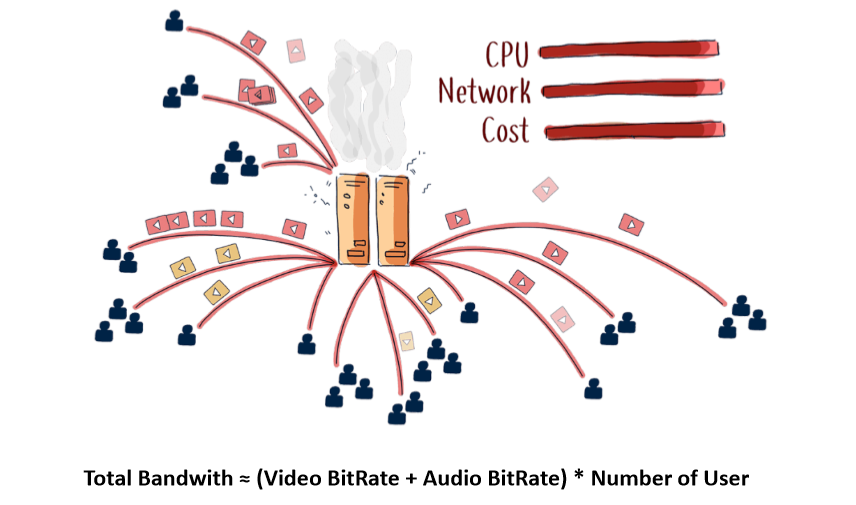 CPU
Network
Cost
Total Bandwith ≈ (Video BitRate + Audio BitRate) * Number of User